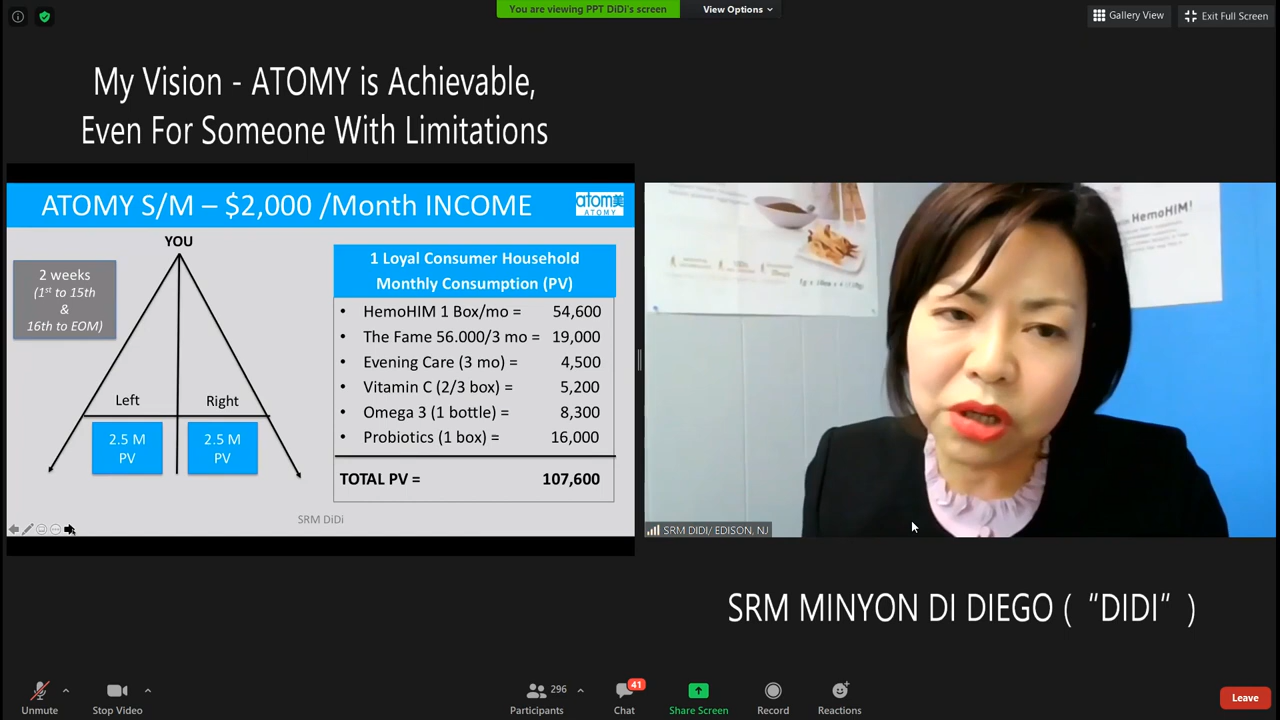 You are viewing PPT DiDi's screen
View Options
Gallery View
Exit Full Screen
My Vision - ATOMY is Achievable,
Even For Someone With Limitations
ATOMY S/M – $2,000 /Month INCOME
atom美
ATOMY
YOU
2 weeks
(1st to 15th
&
16th to EOM)
Left
Right
2.5 M
PV
2.5 M
PV
1 Loyal Consumer Household
Monthly Consumption (PV)
• HemoHIM 1 Box/mo = 54,600
• The Fame 56.000/3 mo = 19,000
• Evening Care (3 mo) = 4,500
• Vitamin C (2/3 box) = 5,200
• Omega 3 (1 bottle) = 8,300
• Probiotics (1 box) = 16,000
TOTAL PV = 107,600
SRM DiDi
HemoHIM!
SRM DIDI/ EDISON, NJ
SRM MINYON DI DIEGO ( “DIDI” )
Unmute
Stop Video
296
Participants
41
Chat
Share Screen
Record
Reactions
Leave